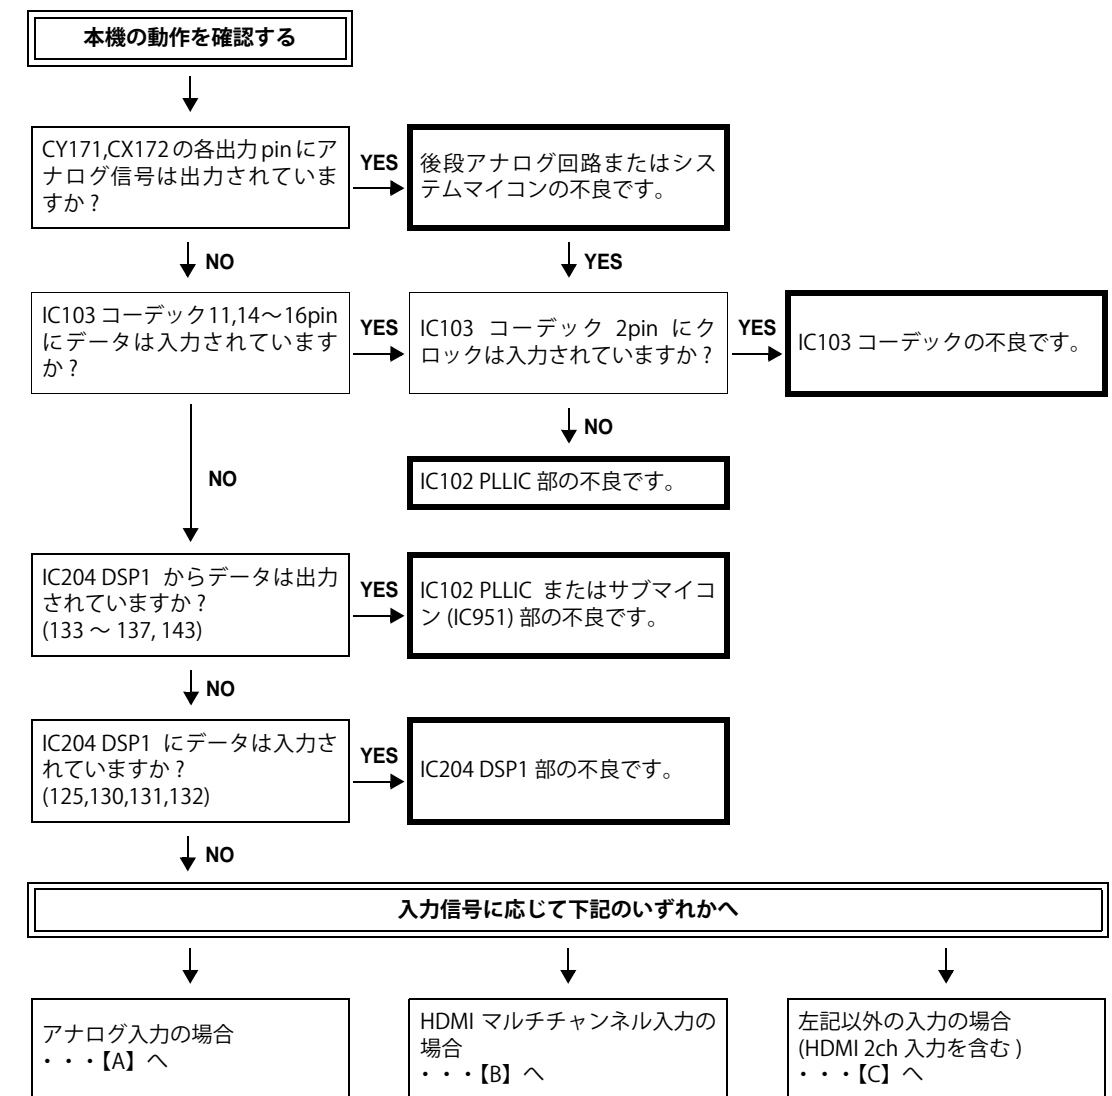 本機の動作を確認する
CY171,CX172の各出力pinにア
ナログ信号は出力されていま
すか?
YES
後段アナログ回路またはシス
テムマイコンの不良です。
NO
YES
IC103 コーデック11,14～16pin
にデータは入力されています
か?
YES
IC103 コーデック 2pin にク
ロックは入力されていますか?
YES
IC103 コーデックの不良です。
NO
NO
IC102 PLLIC 部の不良です。
IC204 DSP1 からデータは出力
されていますか?
(133 ～ 137, 143)
YES
IC102 PLLIC またはサブマイコ
ン (IC951) 部の不良です。
NO
IC204 DSP1 にデータは入力さ
れていますか?
(125,130,131,132)
YES
IC204 DSP1 部の不良です。
NO
入力信号に応じて下記のいずれかへ
アナログ入力の場合
・・・【A】へ
HDMI マルチチャンネル入力の
場合
・・・【B】へ
左記以外の入力の場合
(HDMI 2ch 入力を含む )
・・・【C】へ